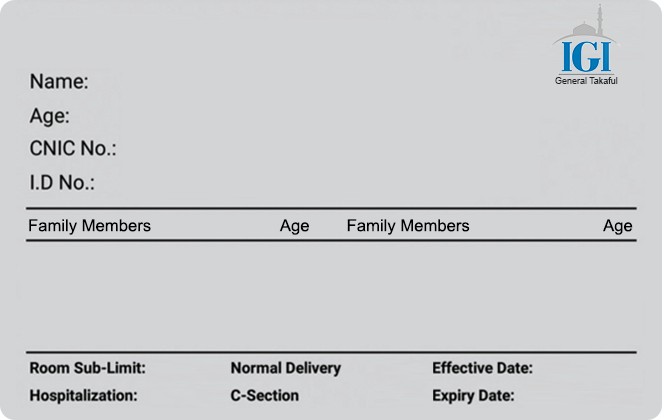 IGI
General Takaful
Name:
Age:
CNIC No.:
I.D No.:
Family Members Age Family Members Age
Room Sub-Limit: Normal Delivery Effective Date:
Hospitalization: C-Section Expiry Date: